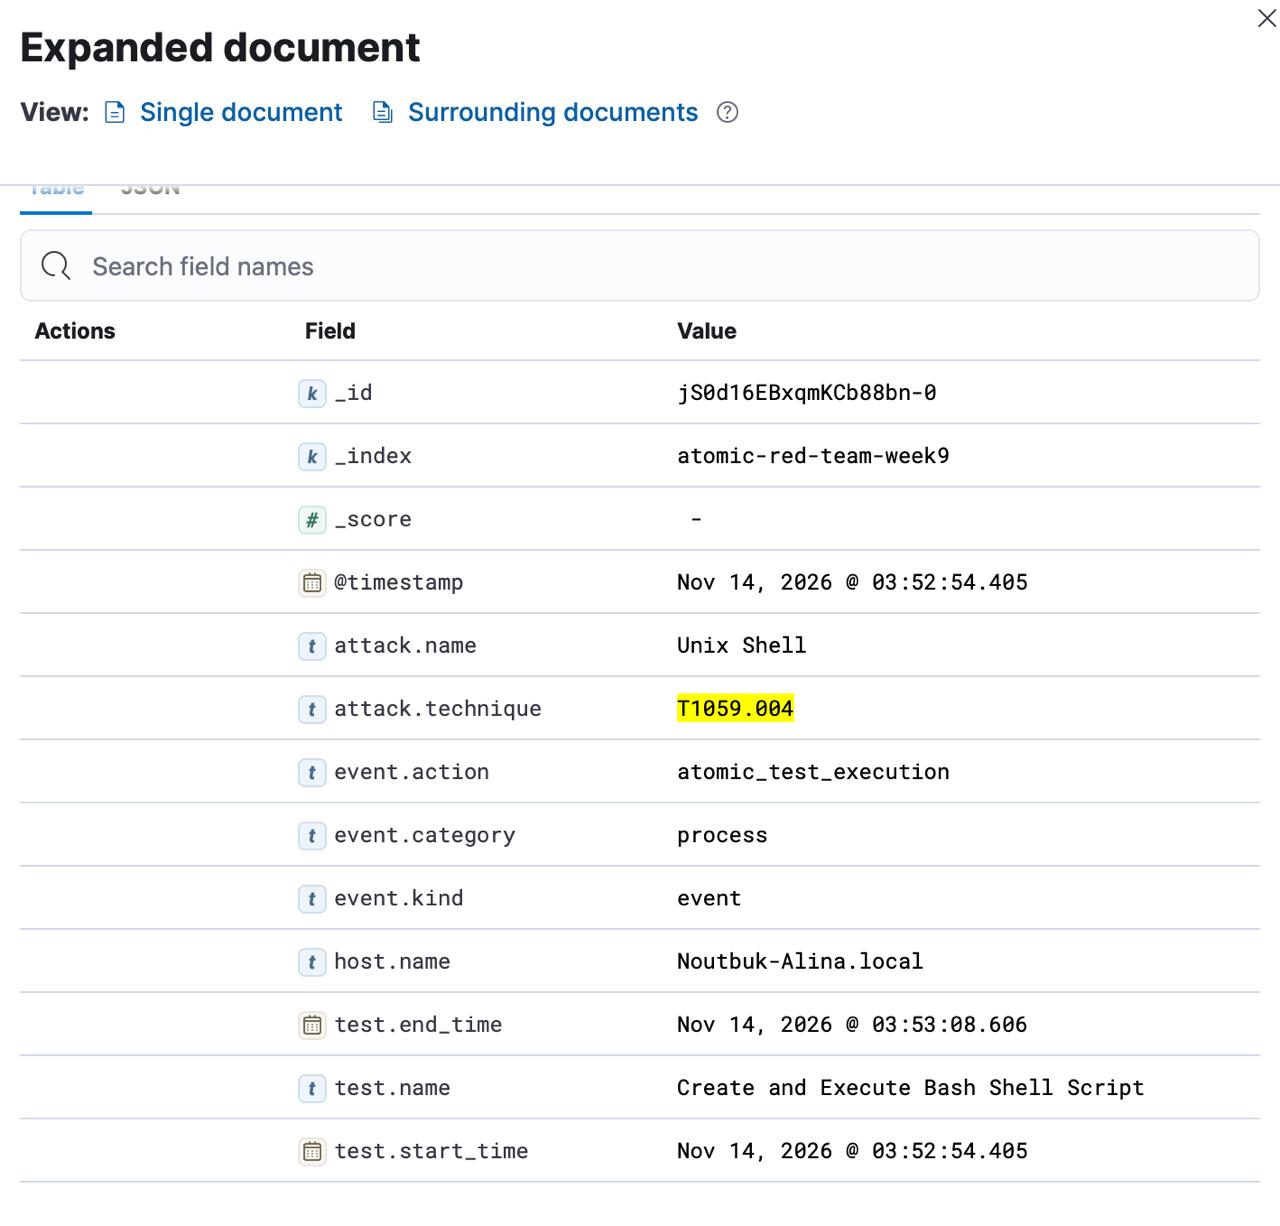 Expanded document
View: Single document Surrounding documents
Table JSON
Search field names
Actions Field Value
k _id jS0d16EBxqmKCb88bn-0
k _index atomic-red-team-week9
# _score -
@timestamp Nov 14, 2026 @ 03:52:54.405
t attack.name Unix Shell
t attack.technique T1059.004
t event.action atomic_test_execution
t event.category process
t event.kind event
t host.name Noutbuk-Alina.local
test.end_time Nov 14, 2026 @ 03:53:08.606
t test.name Create and Execute Bash Shell Script
test.start_time Nov 14, 2026 @ 03:52:54.405